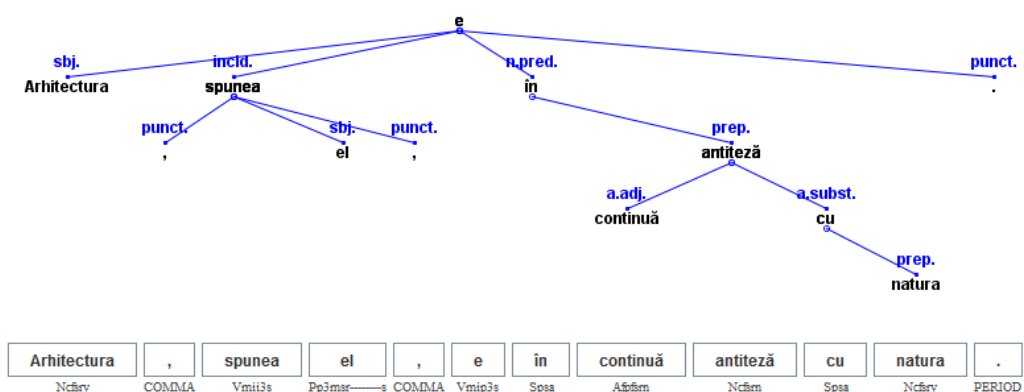 e
sbj. incid. n.pred. punct.
Arhitectura spunea în .
punct. sbj. punct. prep.
, el , antiteză
a.adj. a.subst.
continuă cu
prep.
natura
Arhitectura , spunea el , e în continuă antiteză cu natura .
Ncfsry COMMA Vmii3s Pp3msr--------s COMMA Vmip3s Spsa Afpfsrn Ncfsrn Spsa Ncfsry PERIOD